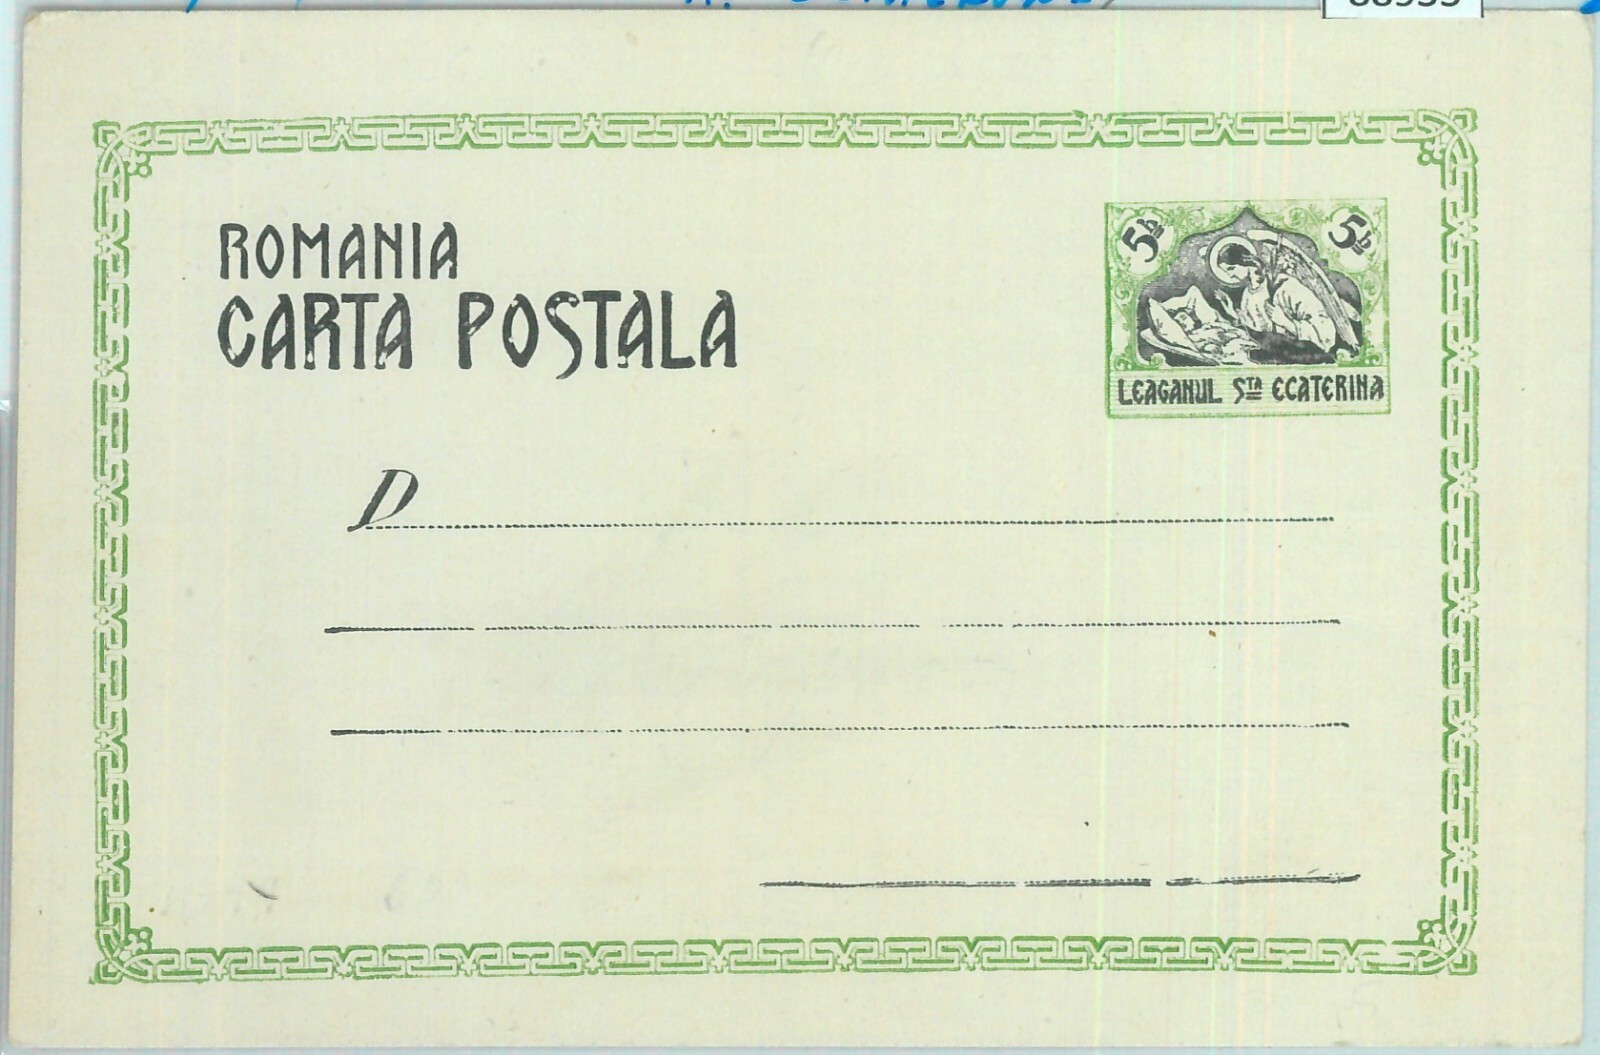 ROMANIA
CARTA POSTALA
5b 5b
LEAGANUL STA ECATERINA
D